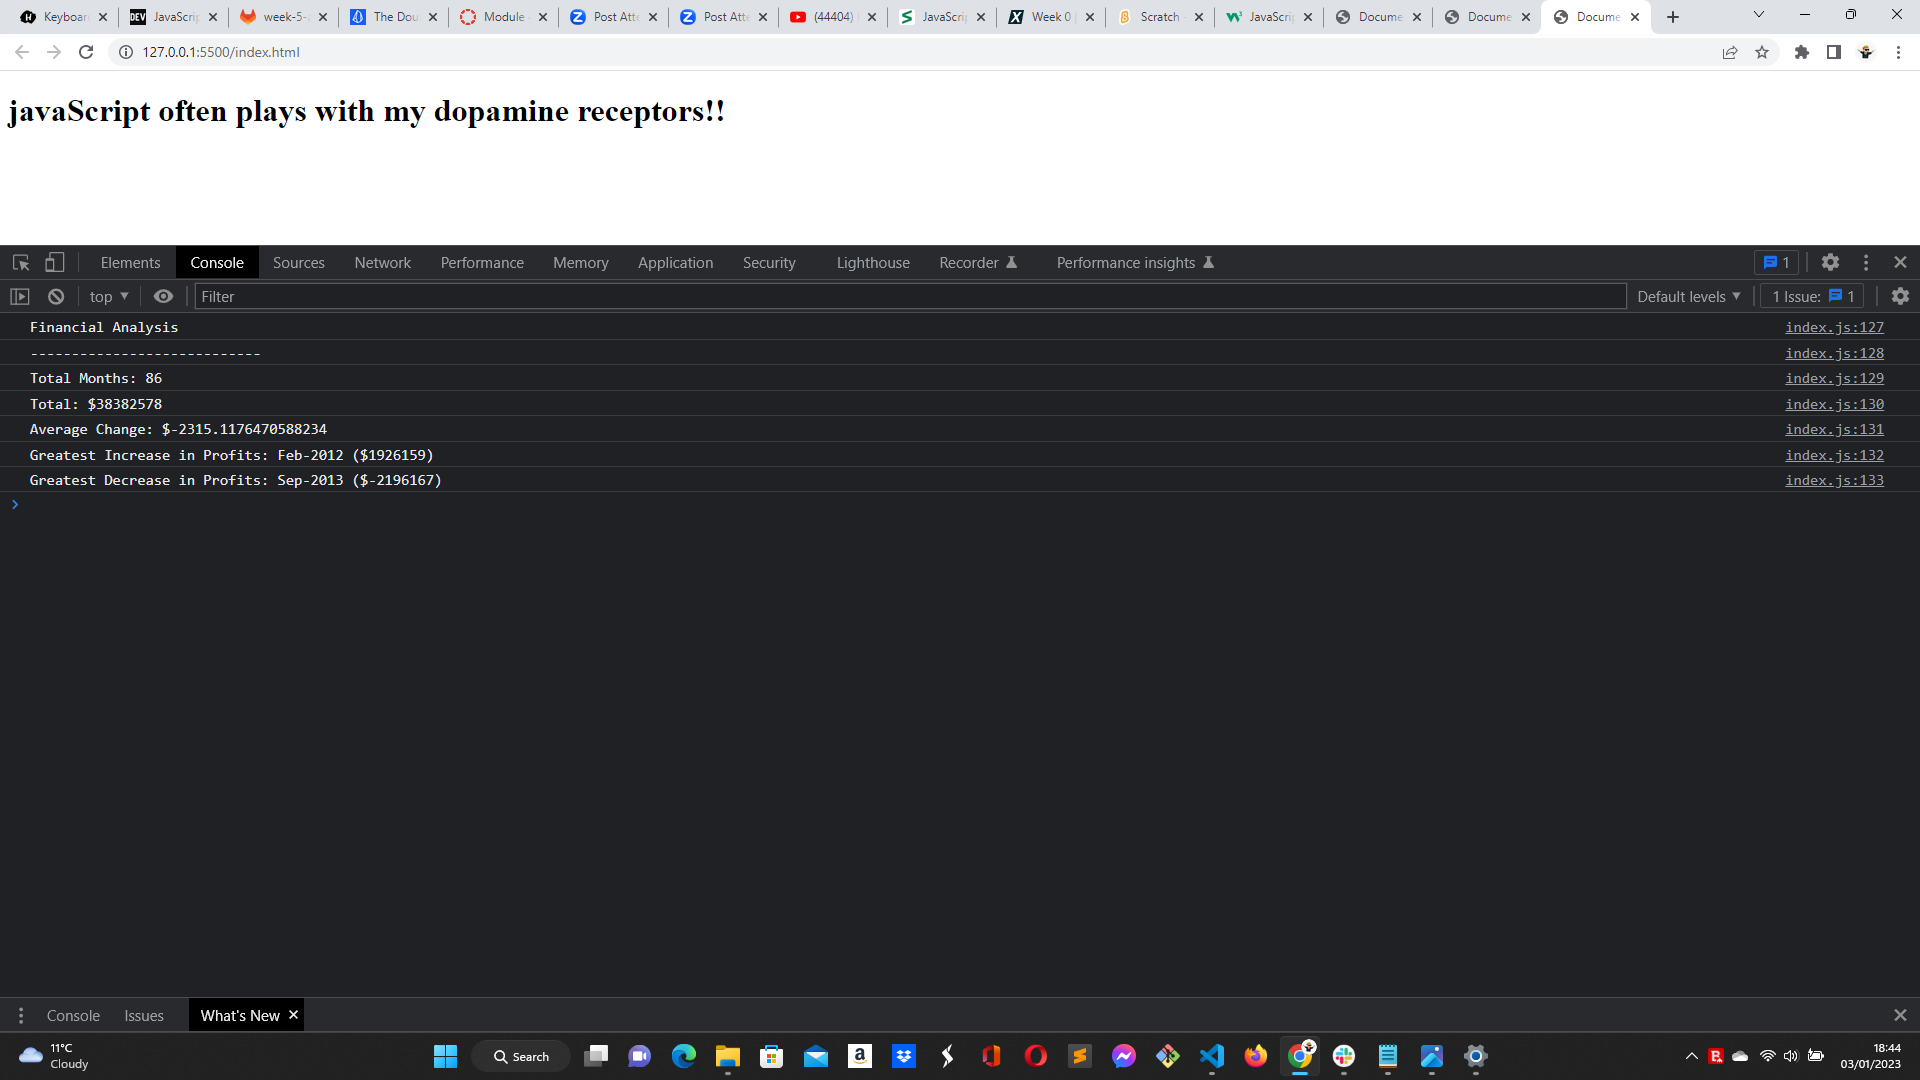 Keyboar
JavaScrip
week-5-
The Dou
Module
Post Atte
Post Atte
(44404)
JavaScrip
Week 0
Scratch
JavaScrip
Docume
Docume
Docume
127.0.0.1:5500/index.html
javaScript often plays with my dopamine receptors!!
Elements Console Sources Network Performance Memory Application Security Lighthouse Recorder Performance insights 1
top Filter Default levels 1 Issue: 1
Financial Analysis index.js:127
---------------------------- index.js:128
Total Months: 86 index.js:129
Total: $38382578 index.js:130
Average Change: $-2315.1176470588234 index.js:131
Greatest Increase in Profits: Feb-2012 ($1926159) index.js:132
Greatest Decrease in Profits: Sep-2013 ($-2196167) index.js:133
Console Issues What's New
11°C
Cloudy
Search
18:44
03/01/2023